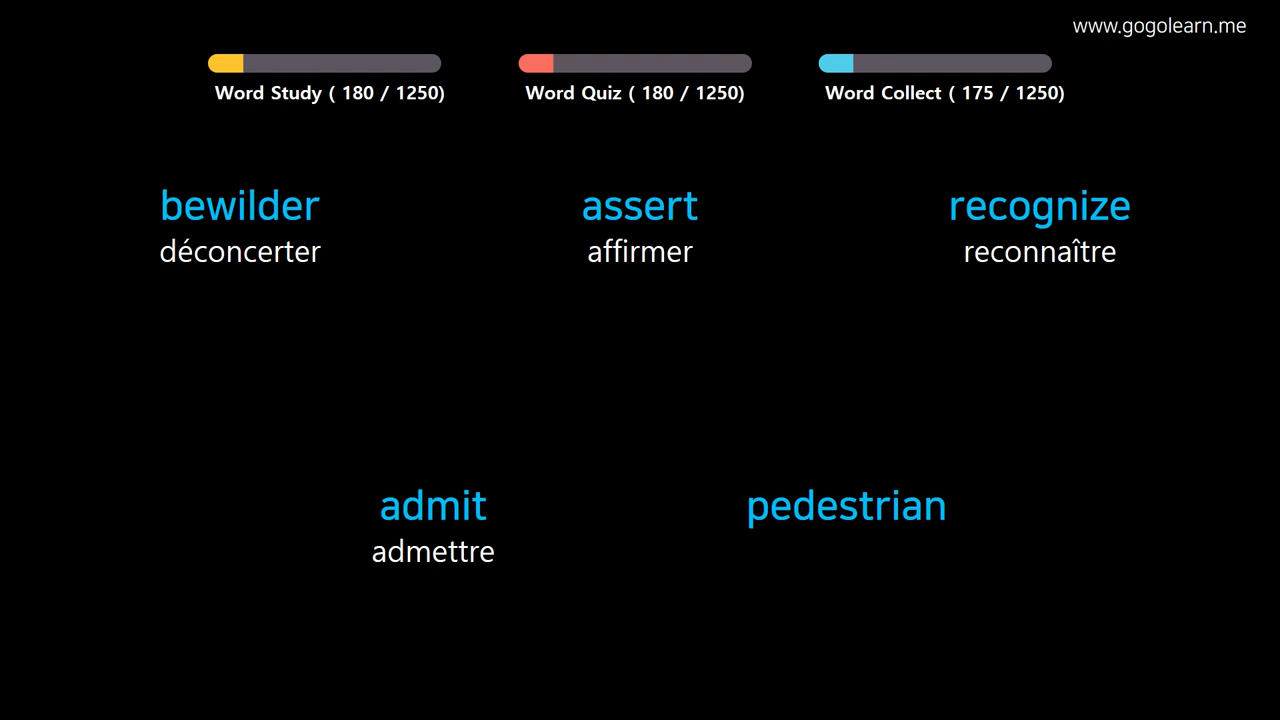 www.gogolearn.me
Word Study ( 180 / 1250)
Word Quiz ( 180 / 1250)
Word Collect ( 175 / 1250)
bewilder
déconcerter
assert
affirmer
recognize
reconnaître
admit
admettre
pedestrian